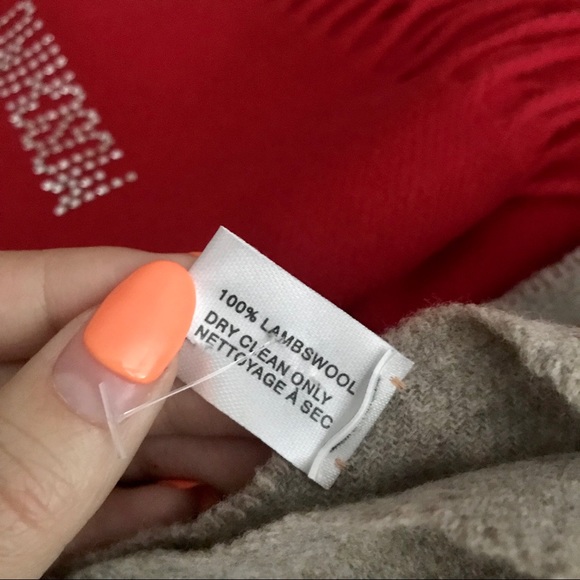 100% LAMBSWOOL
DRY CLEAN ONLY
NETTOYAGE À SEC